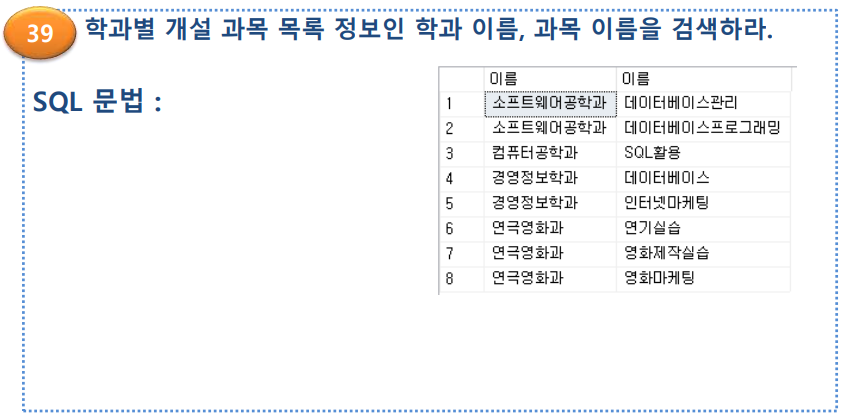 39 학과별 개설 과목 목록 정보인 학과 이름, 과목 이름을 검색하라.
SQL 문법 :
이름 이름
1 소프트웨어공학과 데이터베이스관리
2 소프트웨어공학과 데이터베이스프로그래밍
3 컴퓨터공학과 SQL활용
4 경영정보학과 데이터베이스
5 경영정보학과 인터넷마케팅
6 연극영화과 연기실습
7 연극영화과 영화제작실습
8 연극영화과 영화마케팅